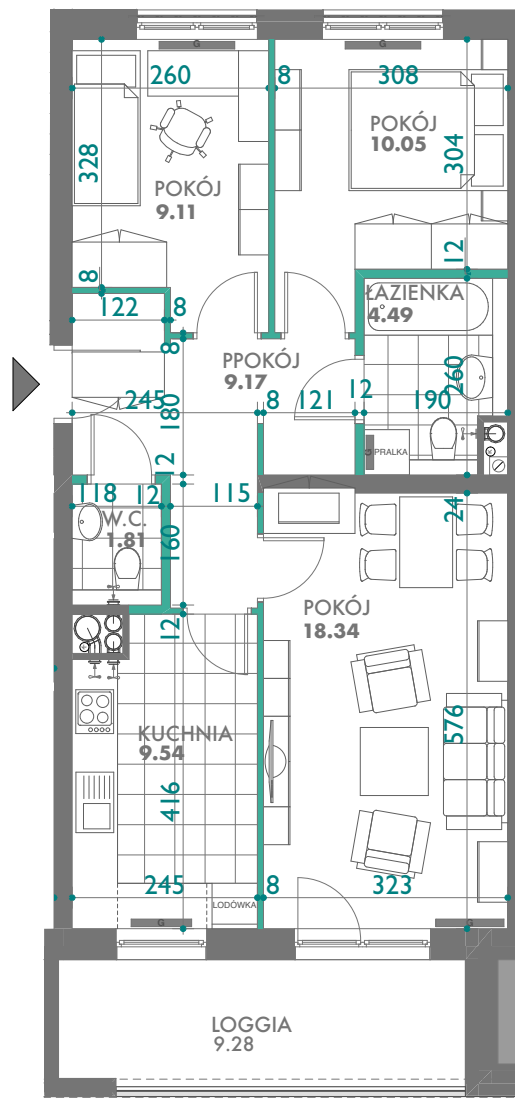 G
G
260
8
308
POKÓJ
10.05
328
304
POKÓJ
9.11
8
12
ŁAZIENKA
4.49
122
8
8
PPOKÓJ
9.17
260
245
180
8
121
12
190
G
PRALKA
12
118
12
115
24
W.C.
1.81
160
POKÓJ
18.34
12
KUCHNIA
9.54
576
416
245
8
323
LODÓWKA
G
G
LOGGIA
9.28